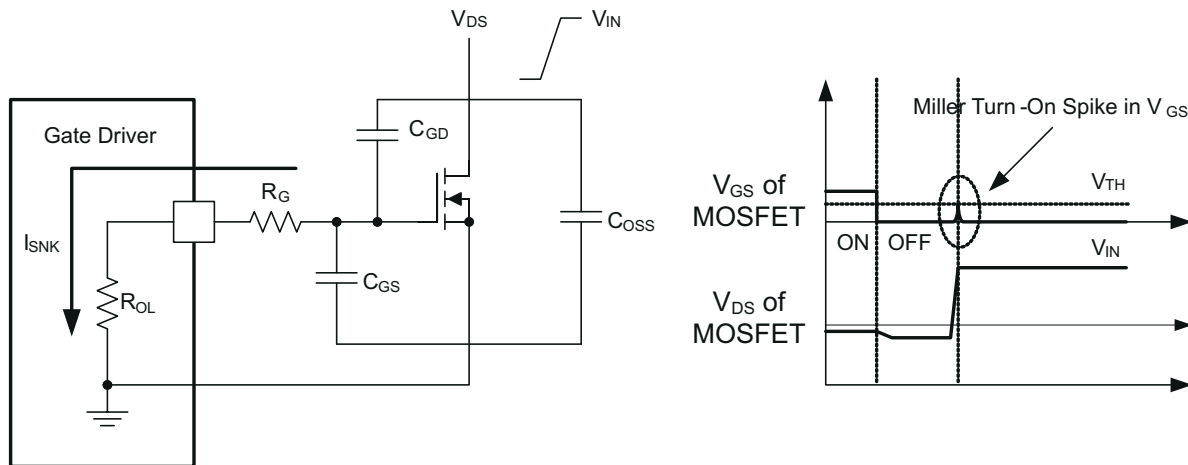 VDS
VIN
Gate Driver
ISNK
ROL
RG
CGD
CGS
COSS
Miller Turn -On Spike in V GS
VGS of
MOSFET
VTH
ON
OFF
VIN
VDS of
MOSFET